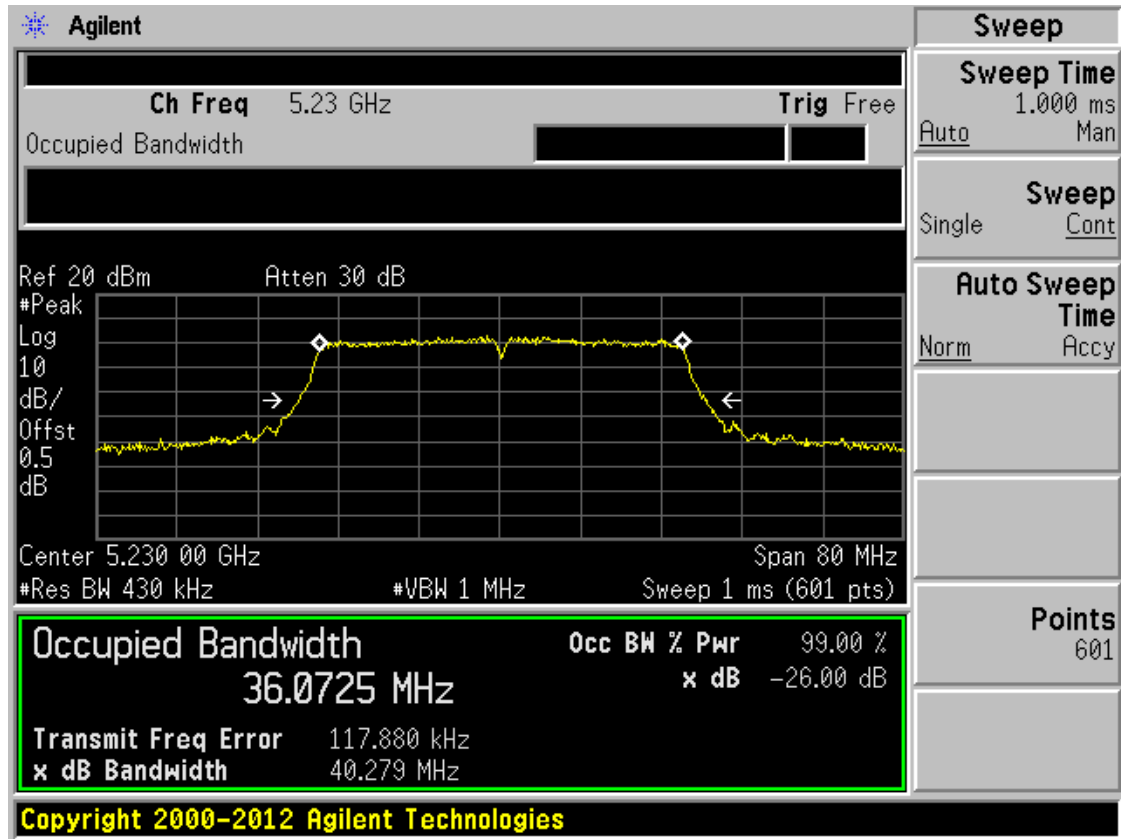 Agilent
Ch Freq 5.23 GHz Trig Free
Occupied Bandwidth
Ref 20 dBm Atten 30 dB
#Peak
Log
10
dB/
Offst
0.5
dB
Center 5.230 00 GHz Span 80 MHz
#Res BW 430 kHz #VBW 1 MHz Sweep 1 ms (601 pts)
Occupied Bandwidth
36.0725 MHz
Occ BW % Pwr 99.00 %
x dB -26.00 dB
Transmit Freq Error 117.880 kHz
x dB Bandwidth 40.279 MHz
Copyright 2000-2012 Agilent Technologies
Sweep
Sweep Time
1.000 ms
Auto Man
Sweep
Single Cont
Auto Sweep
Time
Norm Accy
Points
601